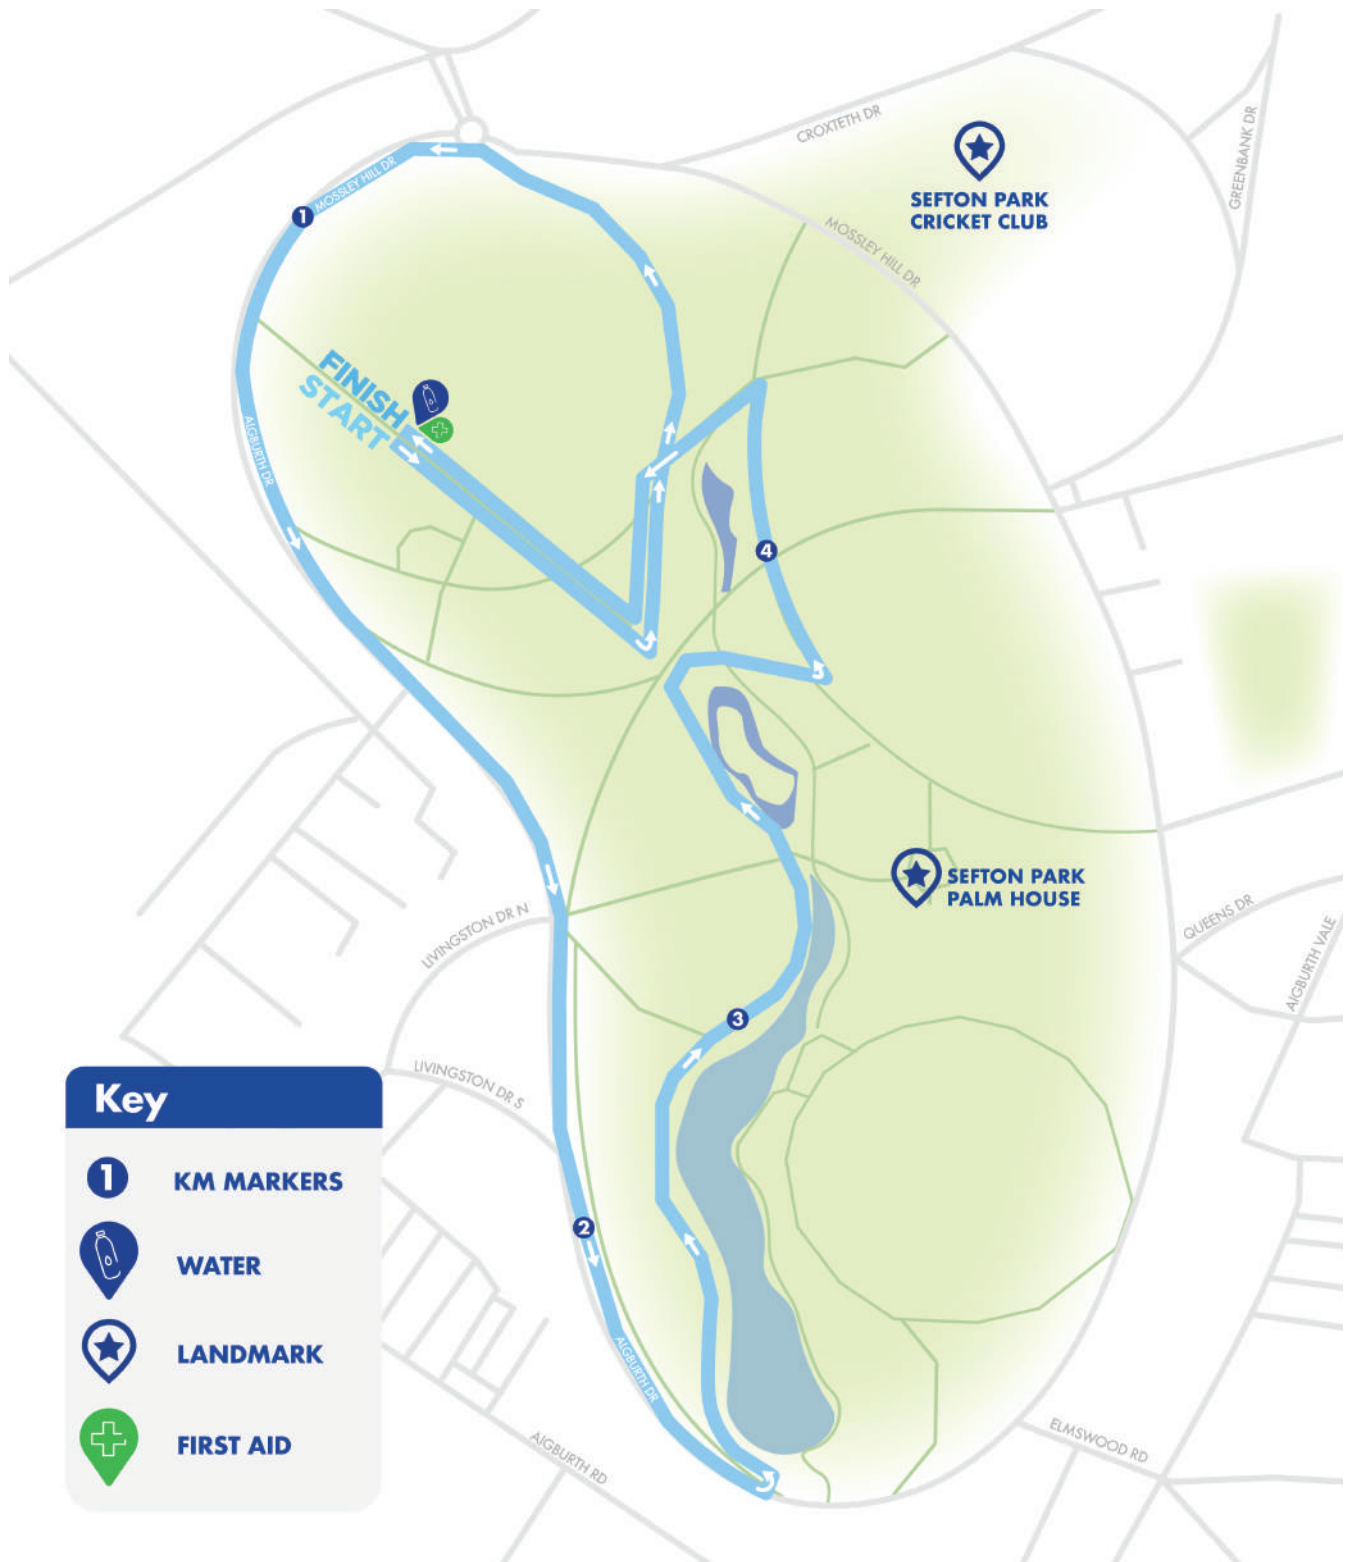 CROXTETH DR
GREENBANK DR
SEFTON PARK
CRICKET CLUB
MOSSLEY HILL DR
1
MOSSLEY HILL DR
FINISH
START
AIGBURTH DR
4
SEFTON PARK
PALM HOUSE
LIVINGSTON DR N
QUEENS DR
AIGBURTH VALE
3
LIVINGSTON DR S
2
AIGBURTH DR
AIGBURTH RD
ELMSWOOD RD
Key
1 KM MARKERS
WATER
LANDMARK
FIRST AID